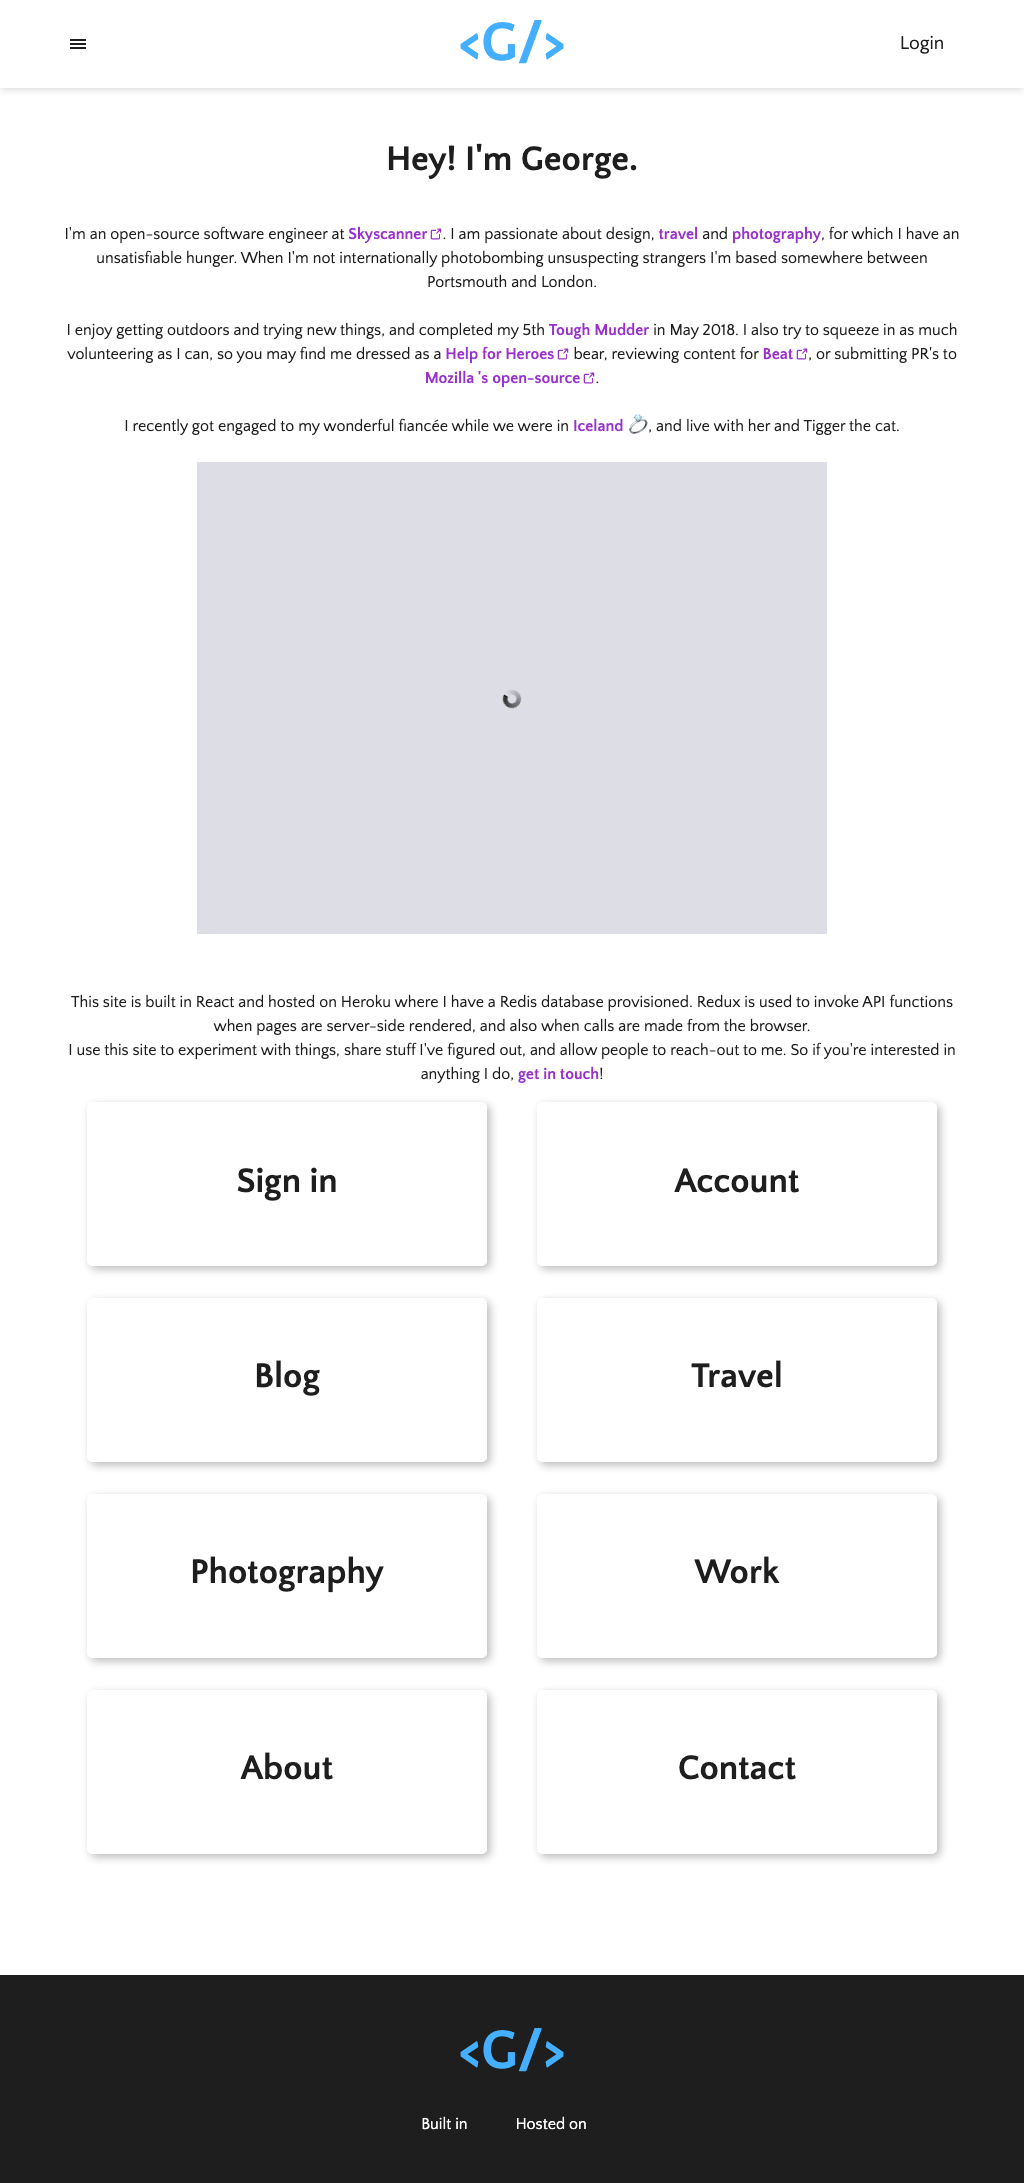 <G/>
Login
Hey! I'm George.
I'm an open-source software engineer at Skyscanner. I am passionate about design, travel and photography, for which I have an
unsatisfiable hunger. When I'm not internationally photobombing unsuspecting strangers I'm based somewhere between
Portsmouth and London.
I enjoy getting outdoors and trying new things, and completed my 5th Tough Mudder in May 2018. I also try to squeeze in as much
volunteering as I can, so you may find me dressed as a Help for Heroes bear, reviewing content for Beat, or submitting PR's to
Mozilla 's open-source.
I recently got engaged to my wonderful fiancée while we were in Iceland 💍, and live with her and Tigger the cat.
This site is built in React and hosted on Heroku where I have a Redis database provisioned. Redux is used to invoke API functions
when pages are server-side rendered, and also when calls are made from the browser.
I use this site to experiment with things, share stuff I've figured out, and allow people to reach-out to me. So if you're interested in
anything I do, get in touch!
Sign in
Account
Blog
Travel
Photography
Work
About
Contact
<G/>
Built in
Hosted on